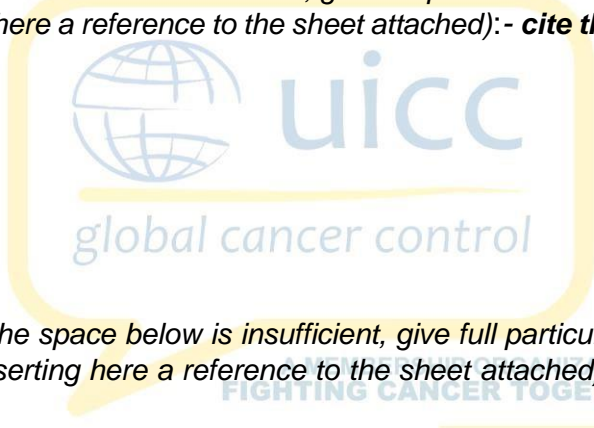 here a reference to the sheet attached):- cite th
uicc
global cancer control
he space below is insufficient, give full particu
serting here a reference to the sheet attached
A MEMBERSHIP ORGANIZA
FIGHTING CANCER TOGE